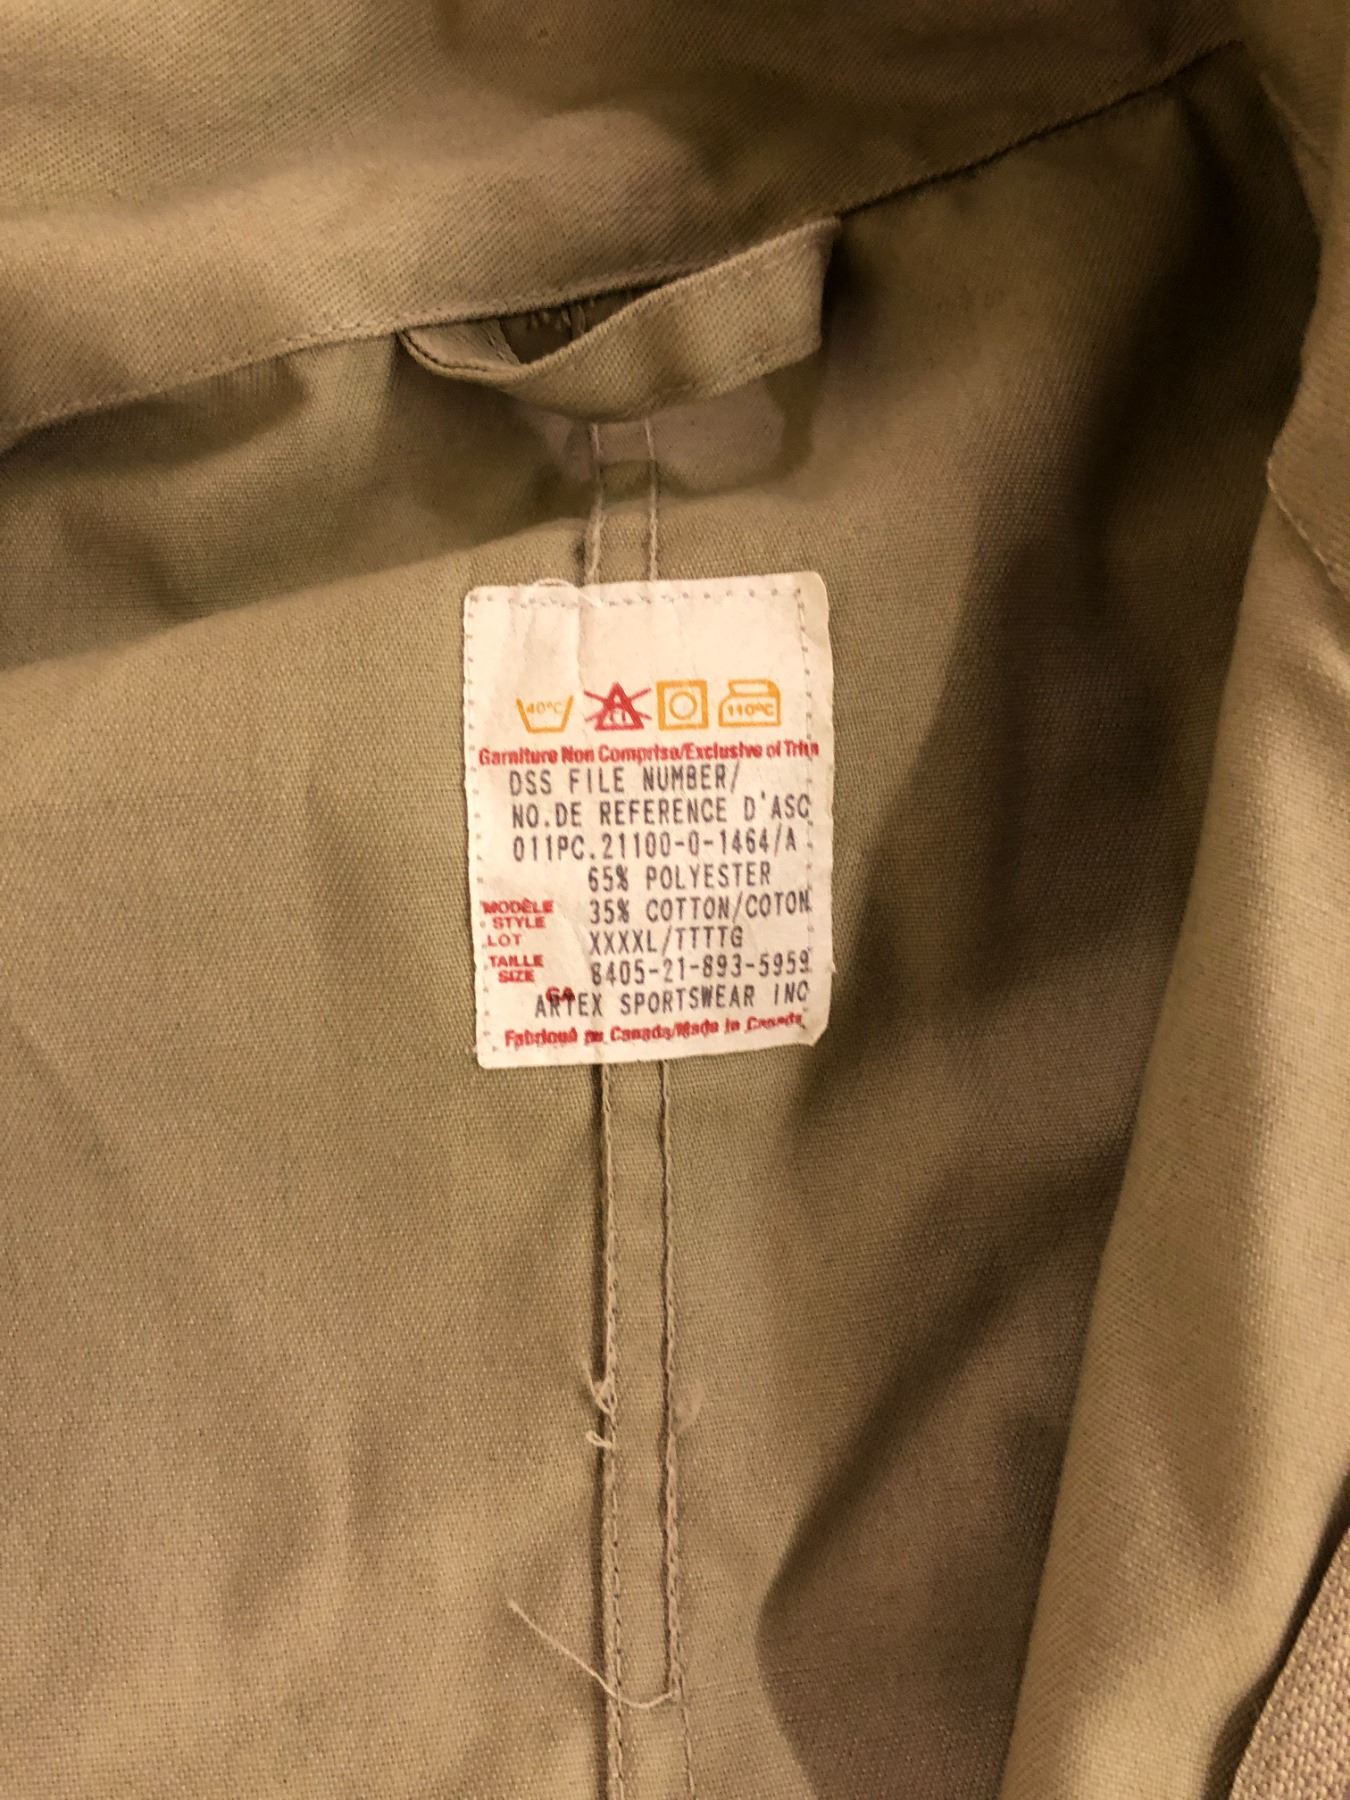 40°C 110°C
Garniture Non Comprise/Exclusive of Trim
DSS FILE NUMBER/
NO.DE REFERENCE D'ASC
011PC.21100-0-1464/A
65% POLYESTER
MODÈLE
STYLE
35% COTTON/COTON
LOT
XXXXL/TTTTG
TAILLE
SIZE
8405-21-893-5959
ARTEX SPORTSWEAR INC
Fabriqué au Canada/Made in Canada